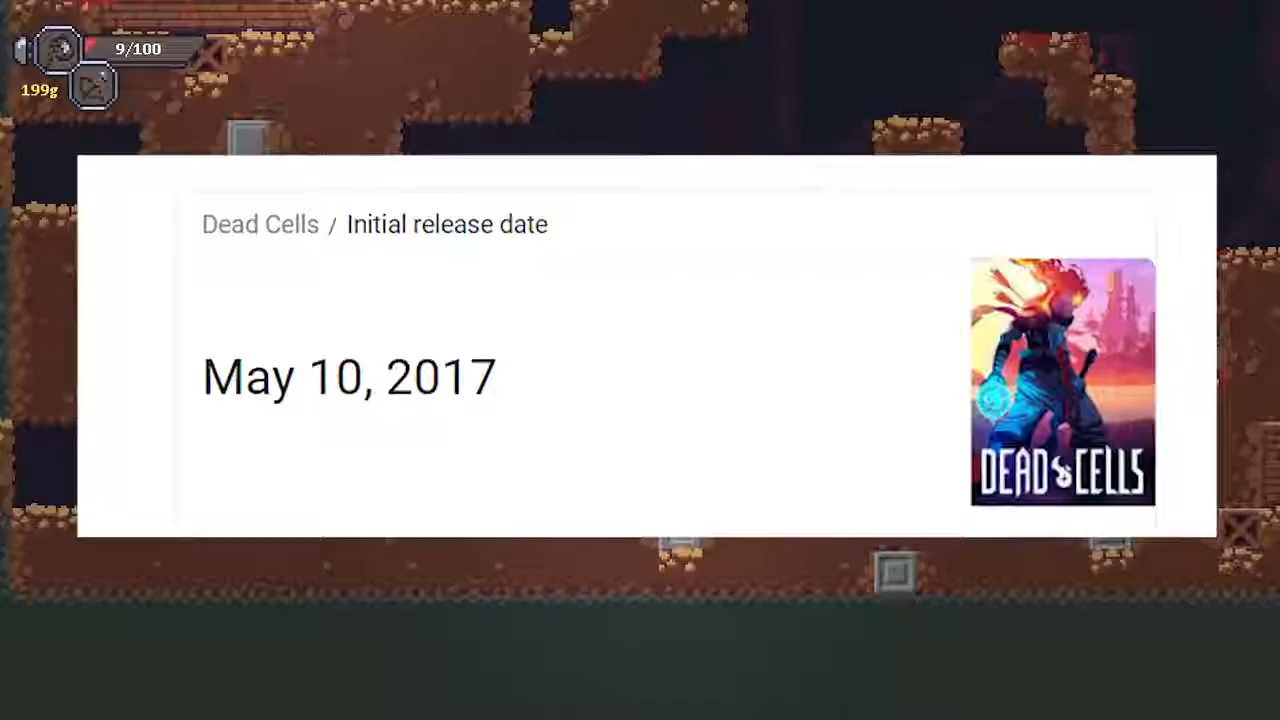 9/100
199g
Dead Cells / Initial release date
May 10, 2017
DEAD CELLS